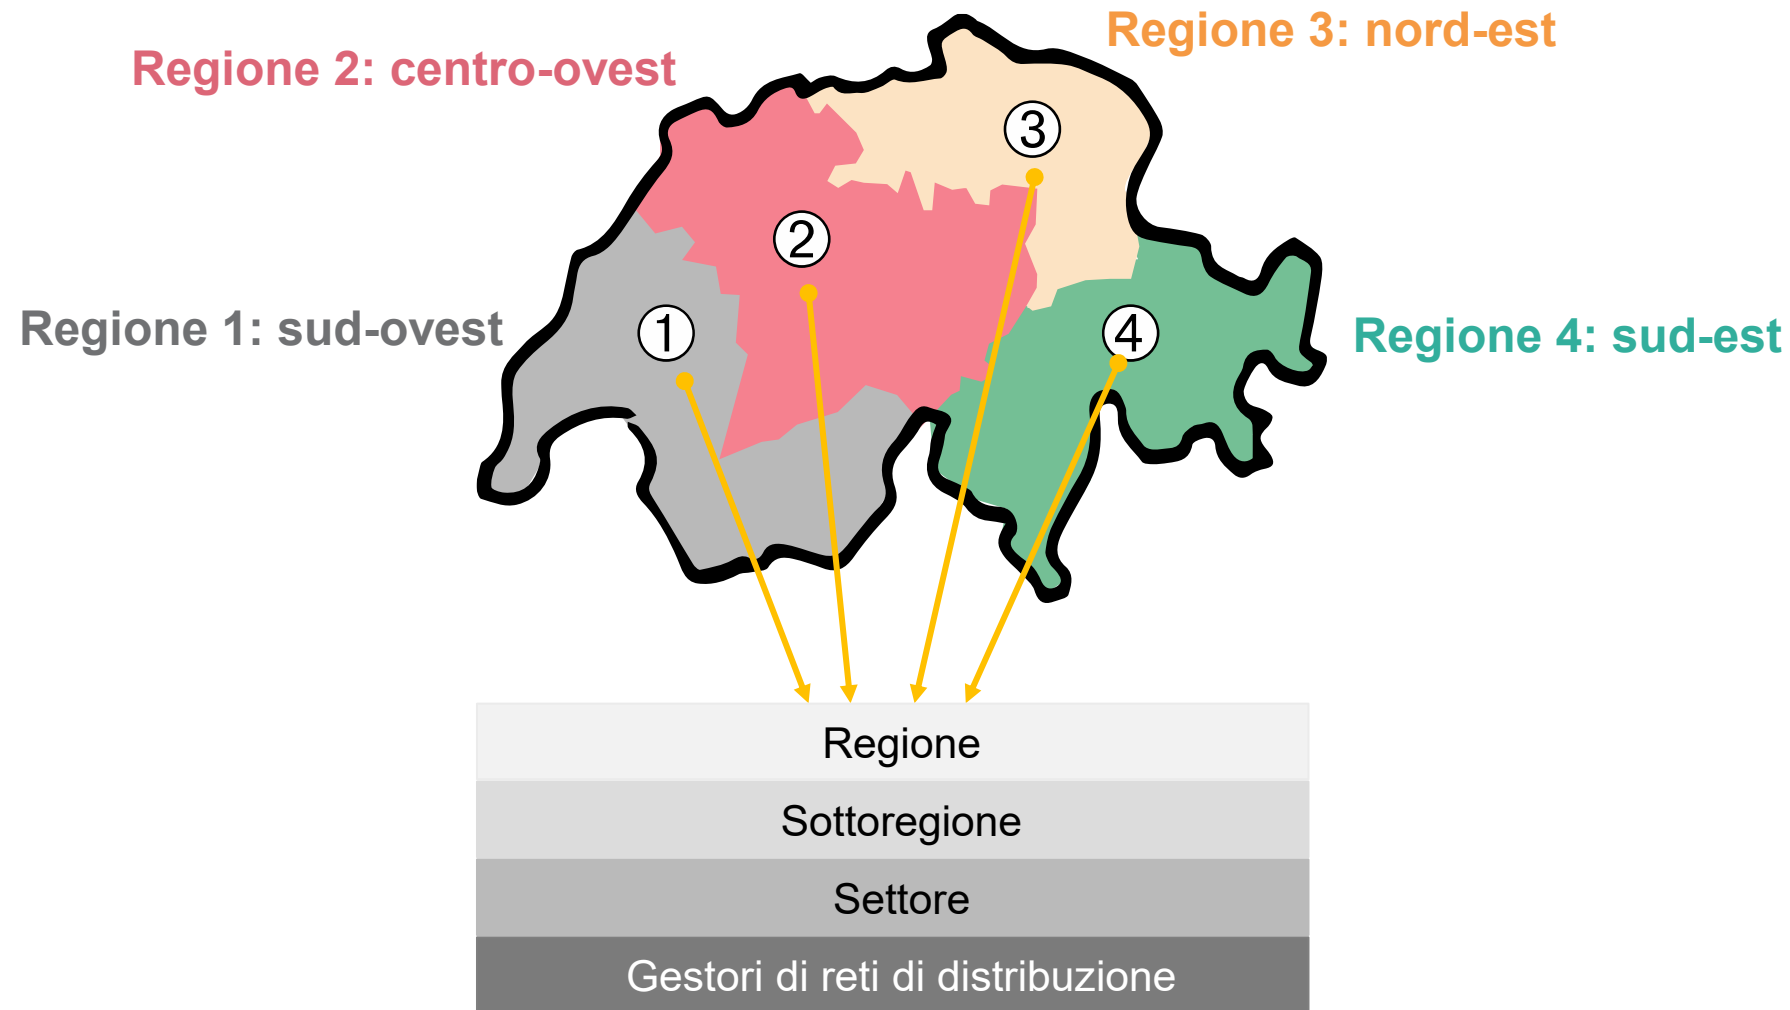 Regione 3: nord-est
Regione 2: centro-ovest
3
2
Regione 1: sud-ovest
1
4
Regione 4: sud-est
Regione
Sottoregione
Settore
Gestori di reti di distribuzione